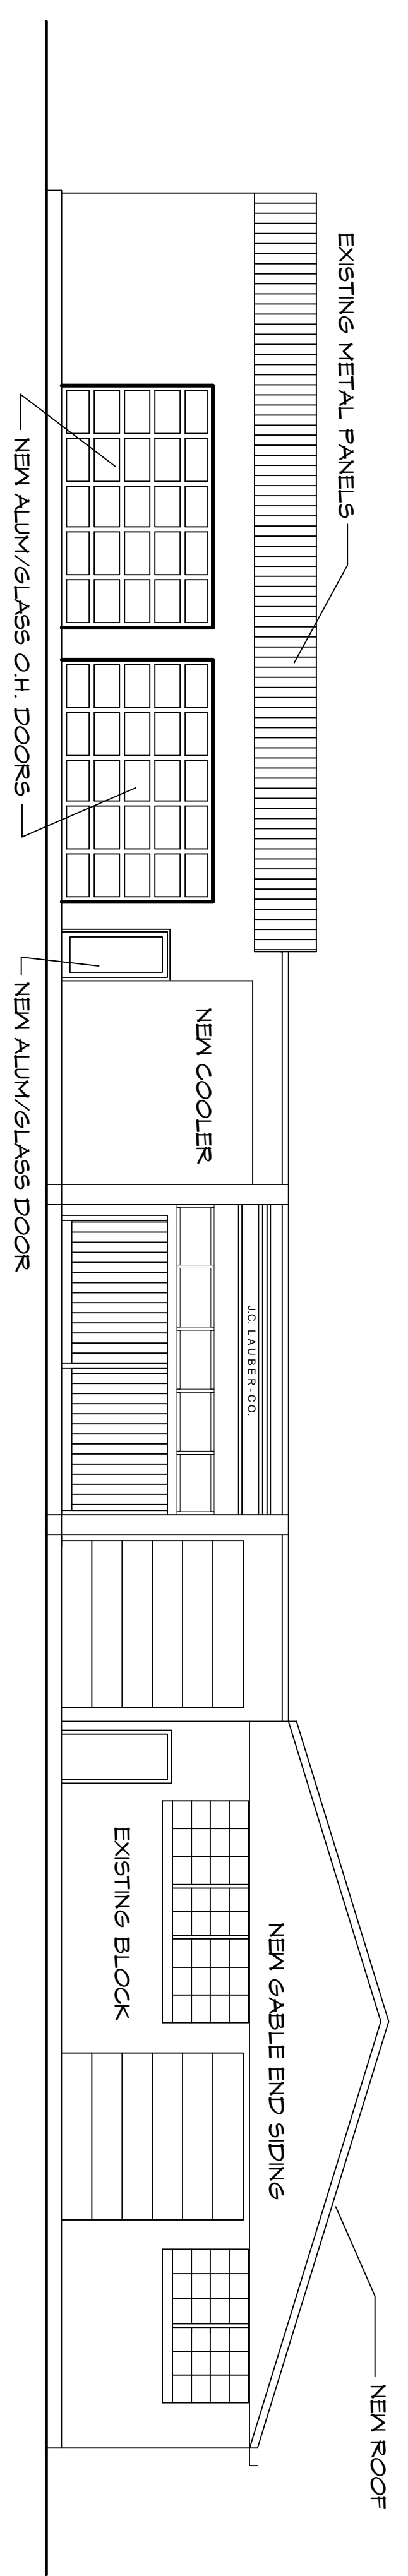 EXISTING METAL PANELS
NEW ALUM/GLASS O.H. DOORS
NEW ALUM/GLASS DOOR
NEW COOLER
J.C. LAUBER-CO.
EXISTING BLOCK
NEW GABLE END SIDING
NEW ROOF